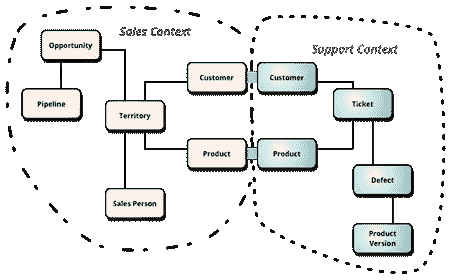 Sales Context
Support Context
Opportunity
Customer
Customer
Pipeline
Territory
Ticket
Product
Product
Defect
Sales Person
Product
Version